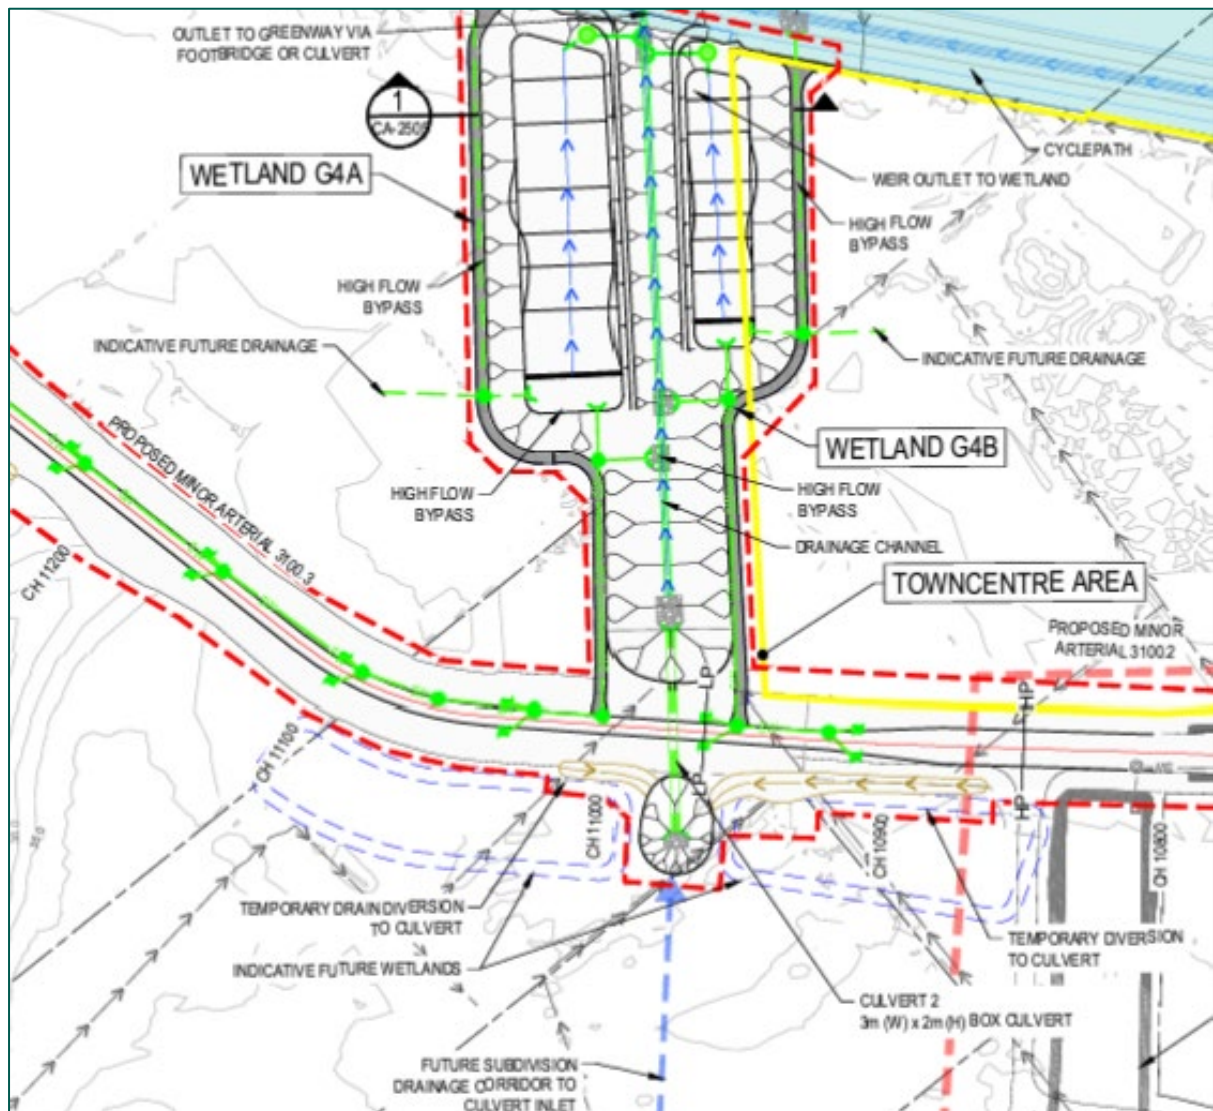 OUTLET TO GREENWAY VIA
FOOTBRIDGE OR CULVERT
1
CA-2505
CYCLEPATH
WETLAND G4A
WEIR OUTLET TO WETLAND
HIGH FLOW
BYPASS
HIGH FLOW
BYPASS
INDICATIVE FUTURE DRAINAGE
INDICATIVE FUTURE DRAINAGE
PROPOSED MINOR ARTERIAL 3100.3
WETLAND G4B
HIGH FLOW
BYPASS
HIGH FLOW
BYPASS
DRAINAGE CHANNEL
CH 11200
TOWNCENTRE AREA
PROPOSED MINOR
ARTERIAL 3100.2
LP
HP
CH 11100
LP
HP
CH 11000
CH 10900
CH 10800
TEMPORARY DRAIN DIVERSION
TO CULVERT
TEMPORARY DIVERSION
TO CULVERT
INDICATIVE FUTURE WETLANDS
CULVERT 2
3m (W) x 2m (H) BOX CULVERT
FUTURE SUBDIVISION
DRAINAGE CORRIDOR TO
CULVERT INLET